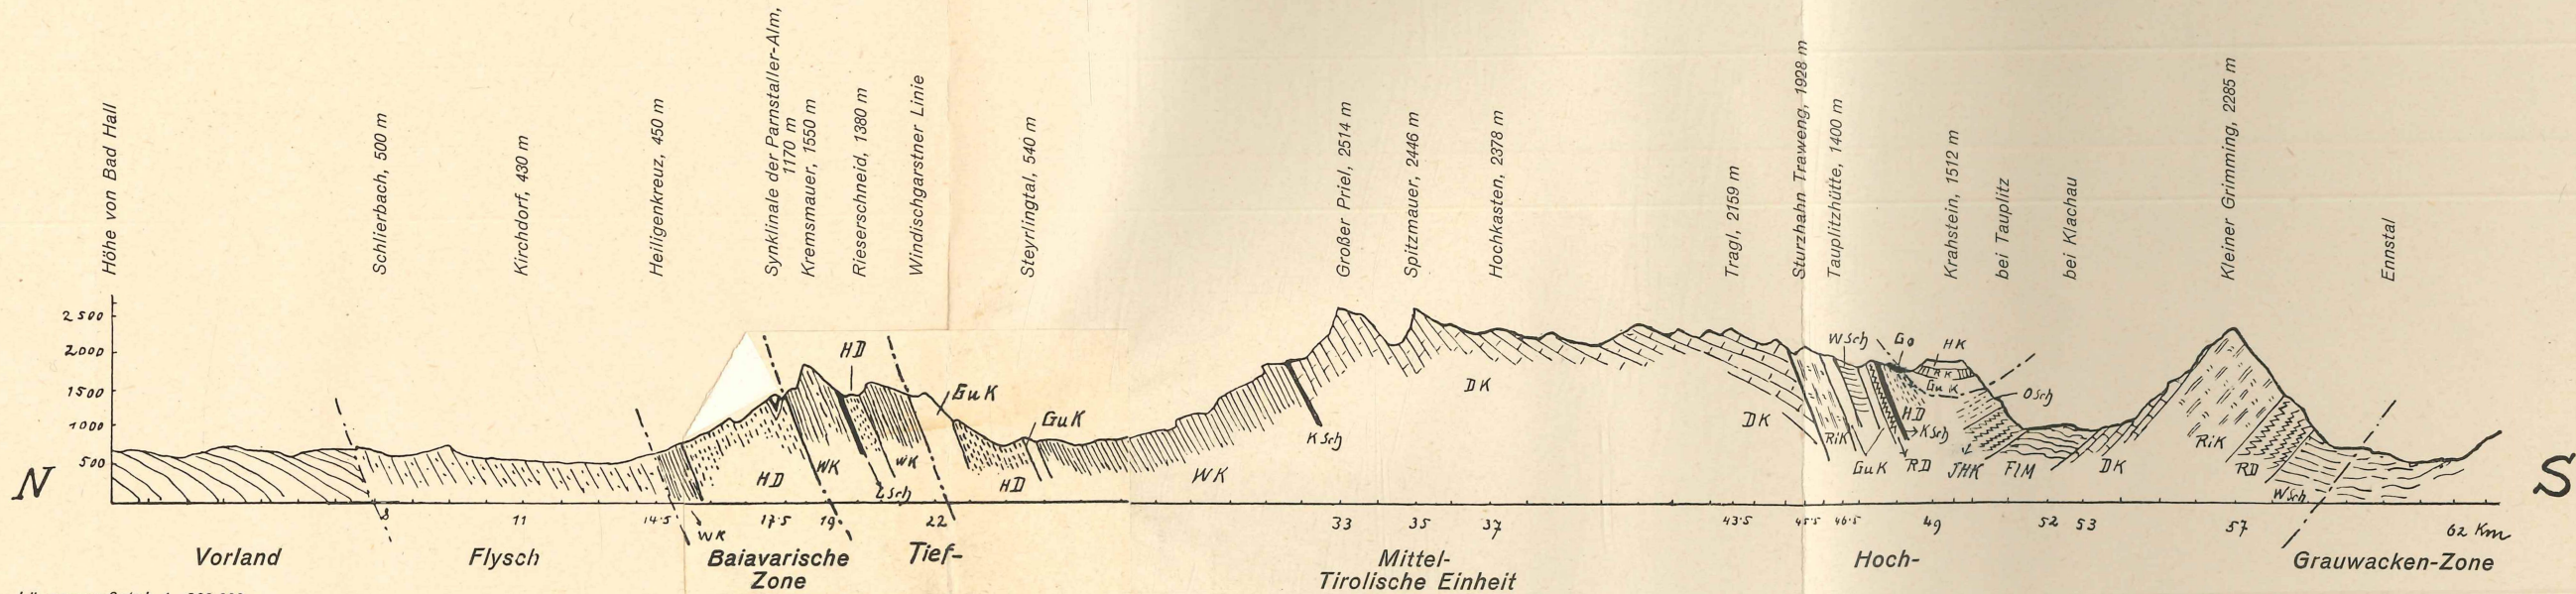 Höhe von Bad Hall
Schlierbach, 500 m
Kirchdorf, 430 m
Heiligenkreuz, 450 m
Synklinale der Parnstaller-Alm,
1170 m
Kremsmauer, 1550 m
Rieserschneid, 1380 m
Windischgarstner Linie
Steyrlingtal, 540 m
Großer Priel, 2514 m
Spitzmauer, 2446 m
Hochkasten, 2378 m
Tragl, 2159 m
Sturzhahn Traweng, 1928 m
Tauplitzhütte, 1400 m
Krahstein, 1512 m
bei Tauplitz
bei Klachau
Kleiner Grimming, 2285 m
Ennstal
2500
2000
1500
1000
500
N
S
HD
GuK
GuK
HD
WK
WK
LSch
HD
WK
WK
KSch
DK
DK
WSch
Go
HK
RK
GuK
OSch
HD
KSch
RiK
GuK
RD
JHK
FlM
DK
RiK
RD
WSch
8
11
14·5
17·5
19·
22
33
35
37
43·5
45·5
46·5
49
52
53
57
62 Km
Vorland
Flysch
Baiavarische
Zone
Tief-
Mittel-
Tirolische Einheit
Hoch-
Grauwacken-Zone